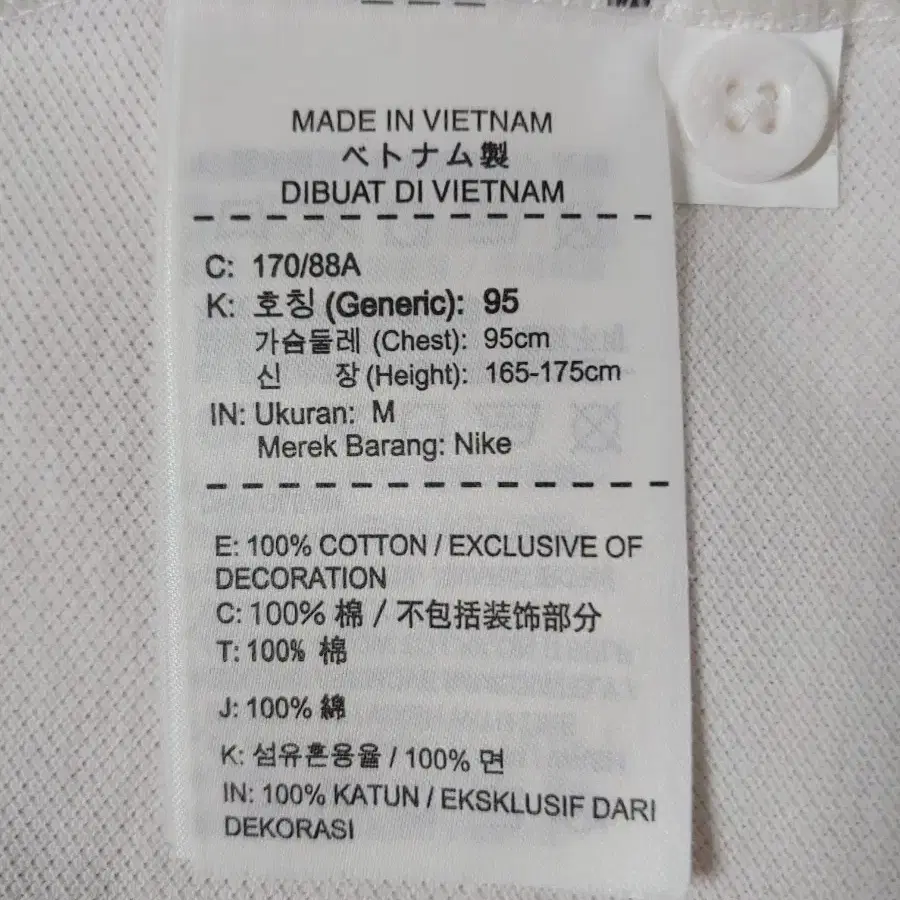 MADE IN VIETNAM
ベトナム製
DIBUAT DI VIETNAM
C: 170/88A
K: 호칭 (Generic): 95
가슴둘레 (Chest): 95cm
신 장 (Height): 165-175cm
IN: Ukuran: M
Merek Barang: Nike
E: 100% COTTON / EXCLUSIVE OF
DECORATION
C: 100% 棉 / 不包括装饰部分
T: 100% 棉
J: 100% 綿
K: 섬유혼용율 / 100% 면
IN: 100% KATUN / EKSKLUSIF DARI
DEKORASI